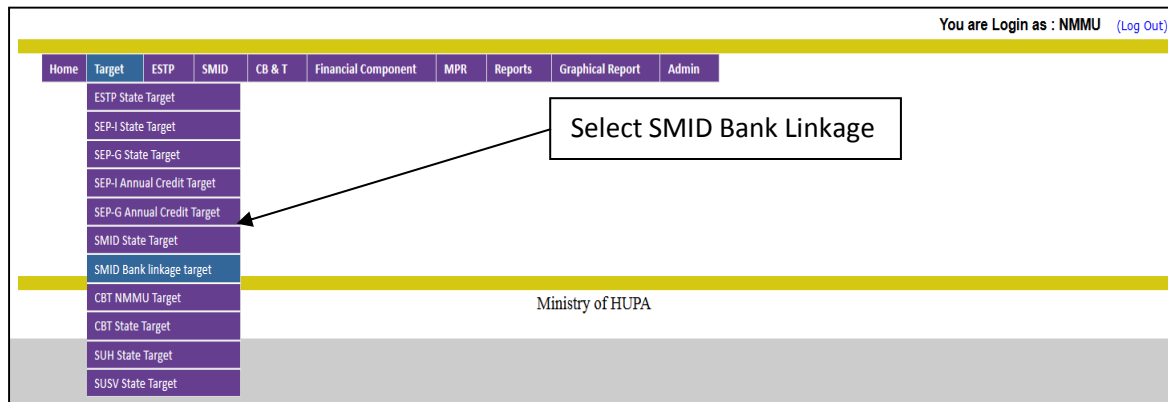 You are Login as : NMMU (Log Out)
Home Target ESTP SMID CB & T Financial Component MPR Reports Graphical Report Admin
ESTP State Target
SEP-I State Target
SEP-G State Target
SEP-I Annual Credit Target
SEP-G Annual Credit Target
SMID State Target
SMID Bank linkage target
CBT NMMU Target
CBT State Target
SUH State Target
SUSV State Target
Select SMID Bank Linkage
Ministry of HUPA